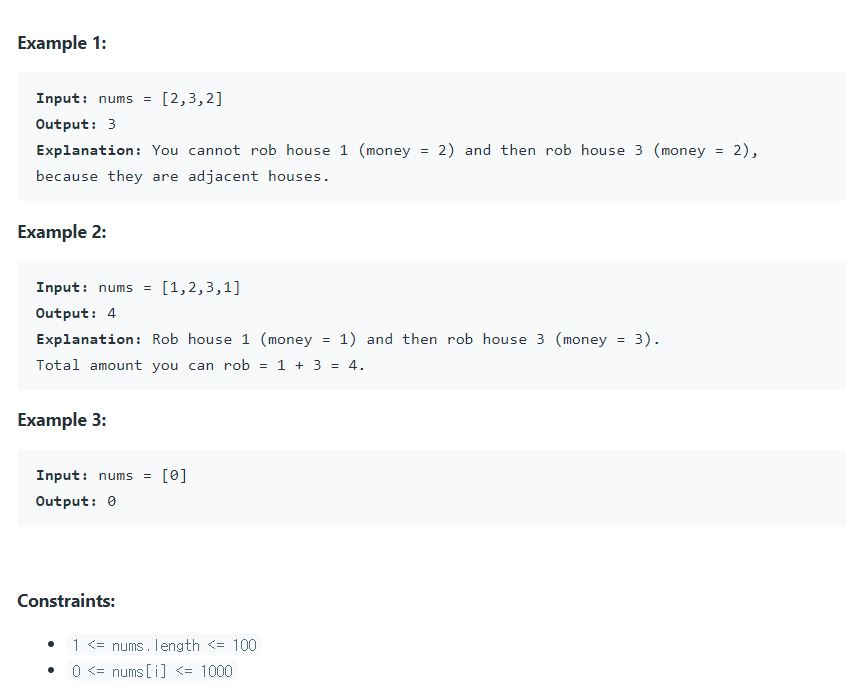 Example 1:
Input: nums = [2,3,2]
Output: 3
Explanation: You cannot rob house 1 (money = 2) and then rob house 3 (money = 2),
because they are adjacent houses.
Example 2:
Input: nums = [1,2,3,1]
Output: 4
Explanation: Rob house 1 (money = 1) and then rob house 3 (money = 3).
Total amount you can rob = 1 + 3 = 4.
Example 3:
Input: nums = [0]
Output: 0
Constraints:
• 1 <= nums.length <= 100
• 0 <= nums[i] <= 1000